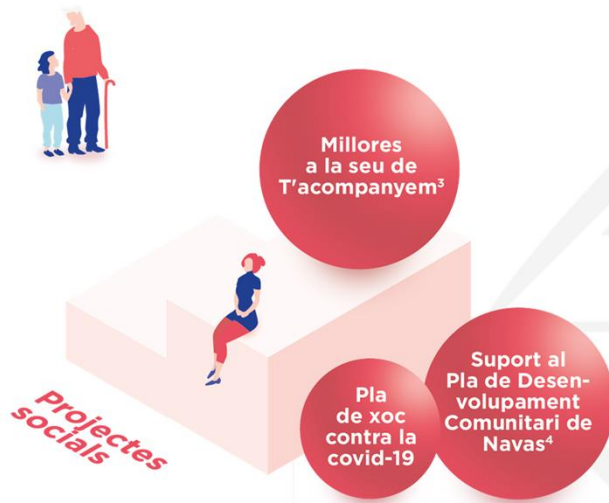 Millores
a la seu de
T'acompanyem³
Projectes
socials
Pla
de xoc
contra la
covid-19
Suport al
Pla de Desen-
volupament
Comunitari de
Navas⁴